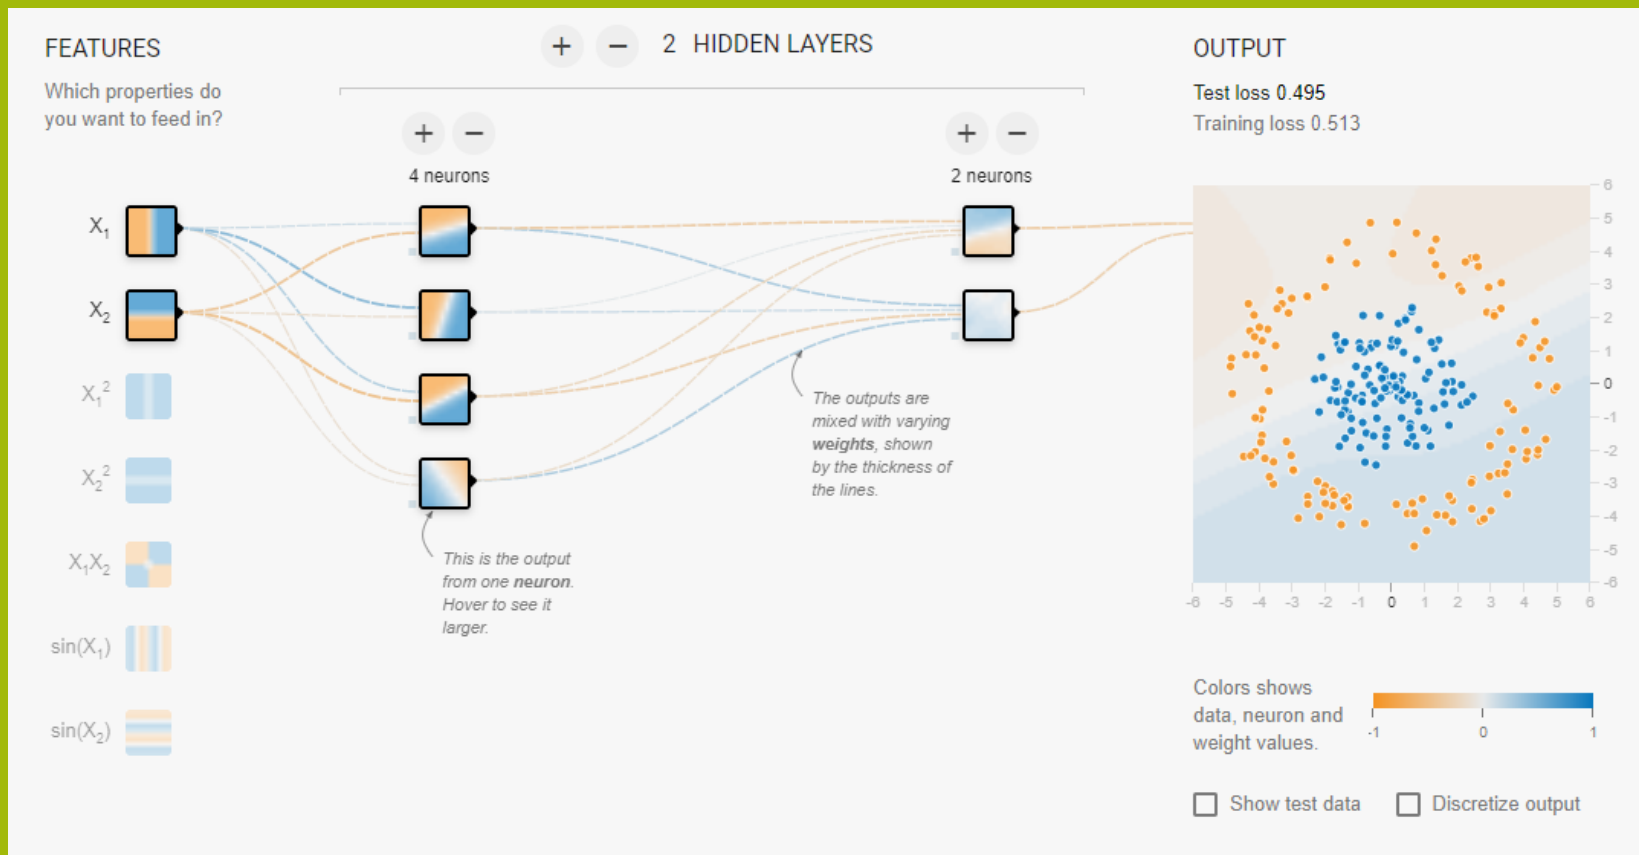 FEATURES
Which properties do
you want to feed in?
+ − 2 HIDDEN LAYERS
+ −
4 neurons
+ −
2 neurons
X1
X2
X1²
X2²
X1X2
sin(X1)
sin(X2)
The outputs are
mixed with varying
weights, shown
by the thickness of
the lines.
This is the output
from one neuron.
Hover to see it
larger.
OUTPUT
Test loss 0.495
Training loss 0.513
6
5
4
3
2
1
0
-1
-2
-3
-4
-5
-6
-6 -5 -4 -3 -2 -1 0 1 2 3 4 5 6
Colors shows
data, neuron and
weight values.
-1 0 1
Show test data
Discretize output